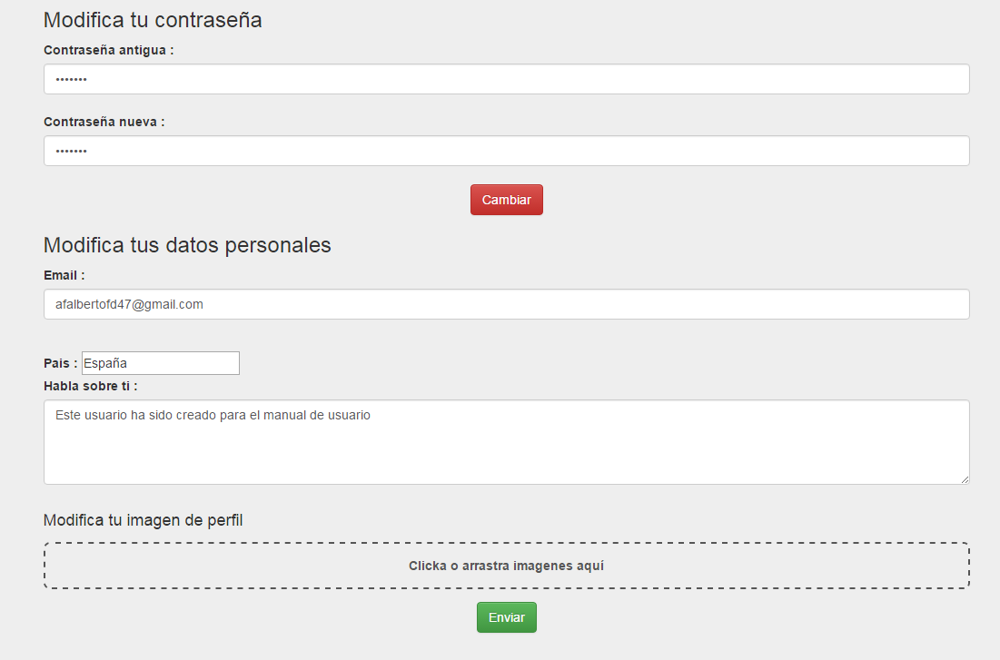 Modifica tu contraseña
Contraseña antigua :
•••••••
Contraseña nueva :
•••••••
Cambiar
Modifica tus datos personales
Email :
afalbertofd47@gmail.com
Pais : España
Habla sobre ti :
Este usuario ha sido creado para el manual de usuario
Modifica tu imagen de perfil
Clicka o arrastra imagenes aquí
Enviar